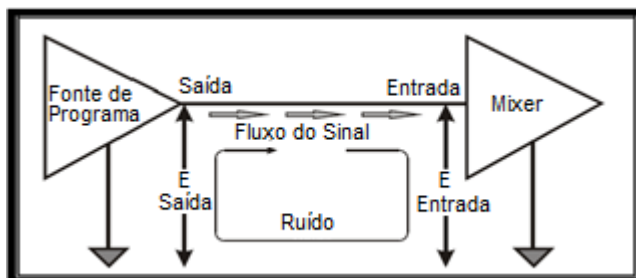 Fonte de
Programa
Saída
Entrada
Mixer
Fluxo do Sinal
E
Saída
E
Entrada
Ruído